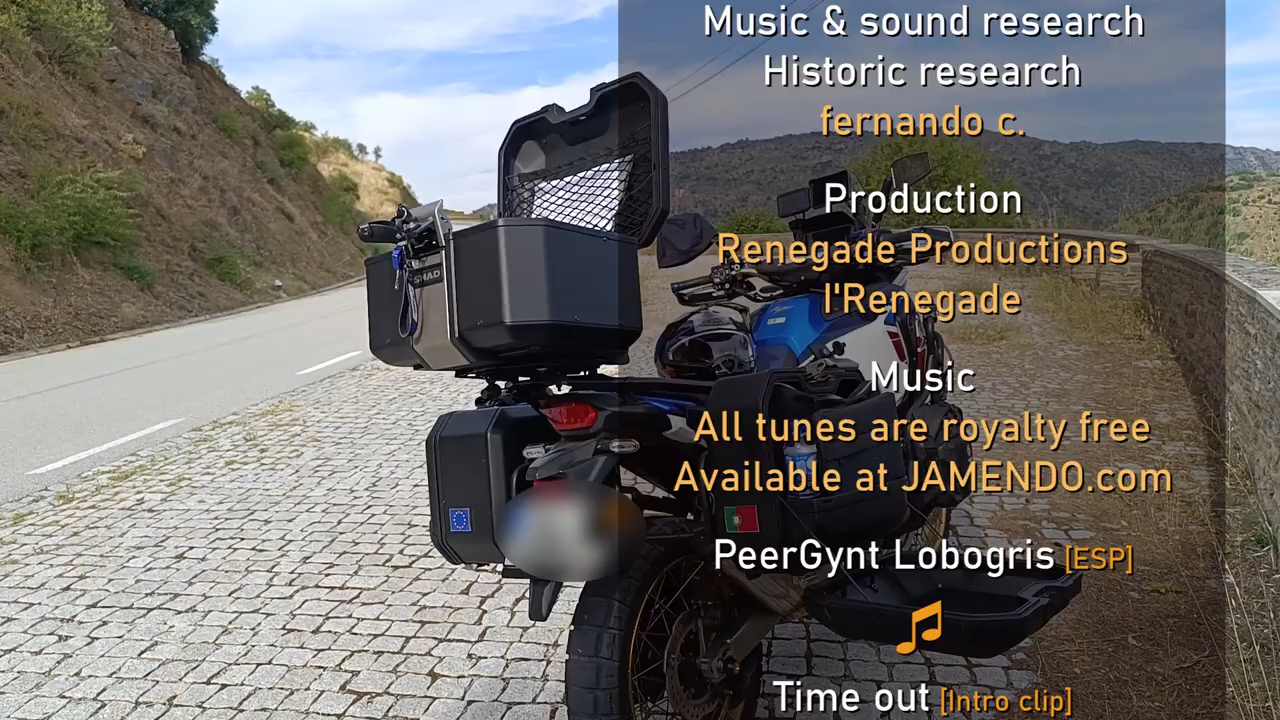 Music & sound research
Historic research
fernando c.
Production
Renegade Productions
l'Renegade
Music
All tunes are royalty free
Available at JAMENDO.com
PeerGynt Lobogris [ESP]
Time out [Intro clip]
SHAD